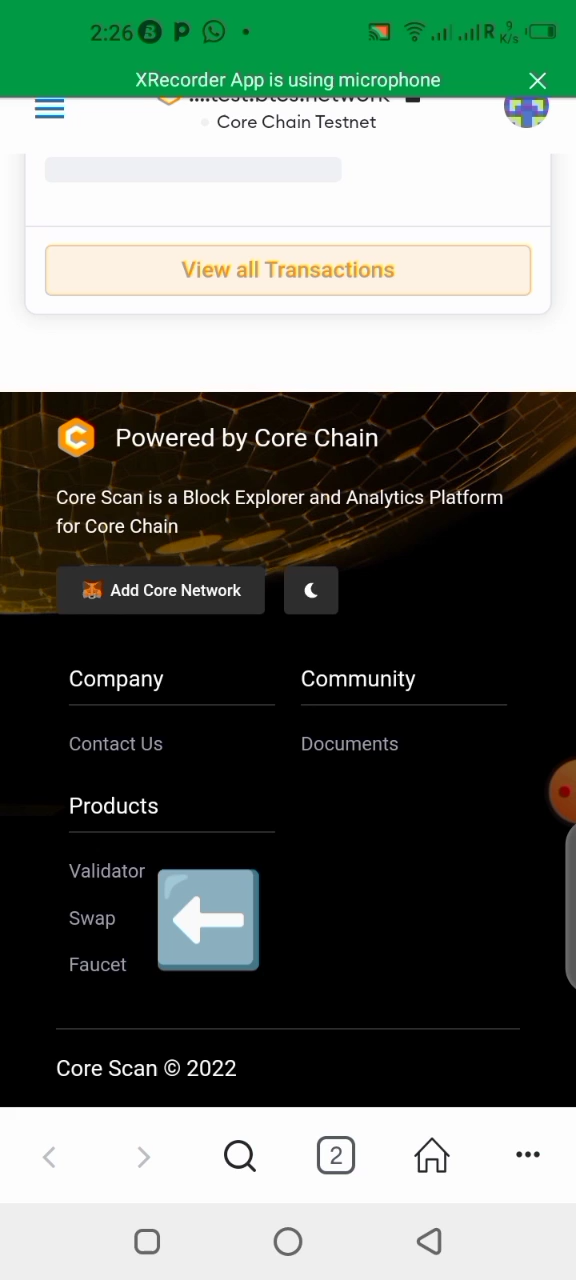 2:26
R 9 K/s
XRecorder App is using microphone
Core Chain Testnet
View all Transactions
Powered by Core Chain
Core Scan is a Block Explorer and Analytics Platform
for Core Chain
Add Core Network
Company
Community
Contact Us
Documents
Products
Validator
Swap
Faucet
Core Scan © 2022
2